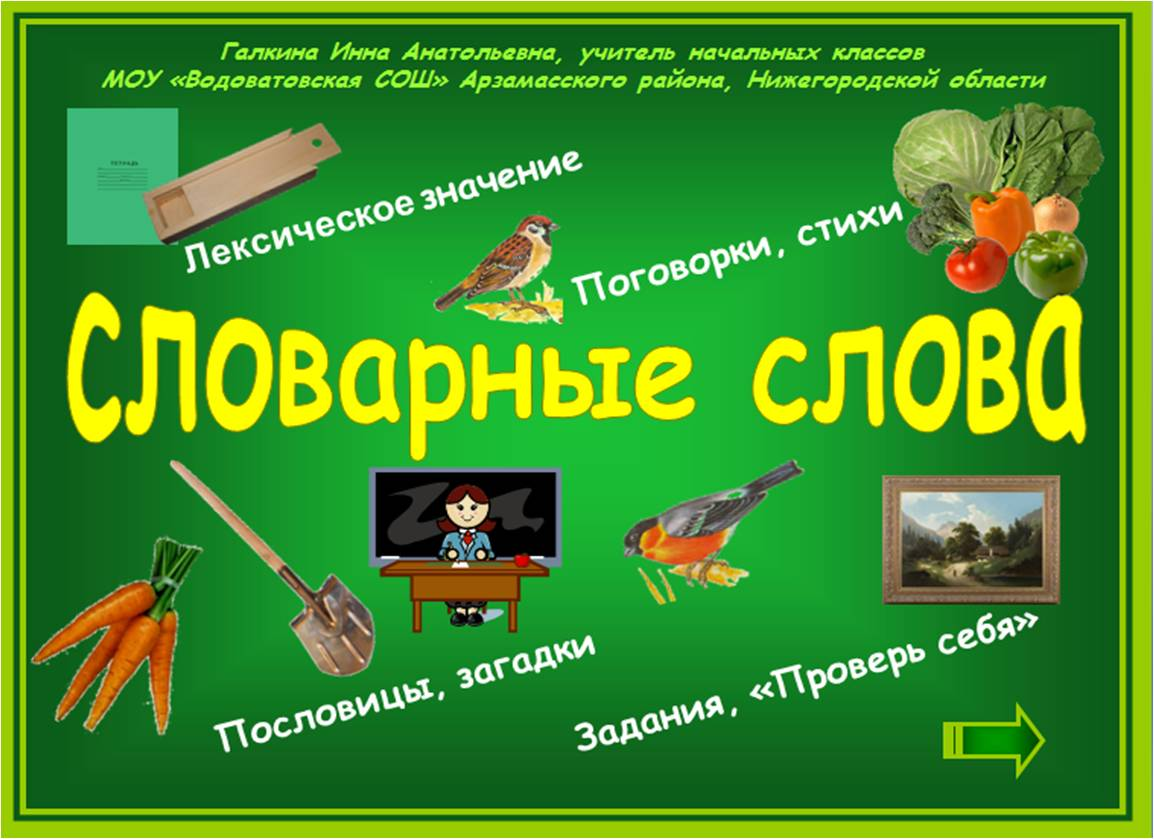 Галкина Инна Анатольевна, учитель начальных классов
МОУ «Водоватовская СОШ» Арзамасского района, Нижегородской области
ТЕТРАДЬ
Лексическое значение
Поговорки, стихи
Словарные слова
Пословицы, загадки
Задания, «Проверь себя»